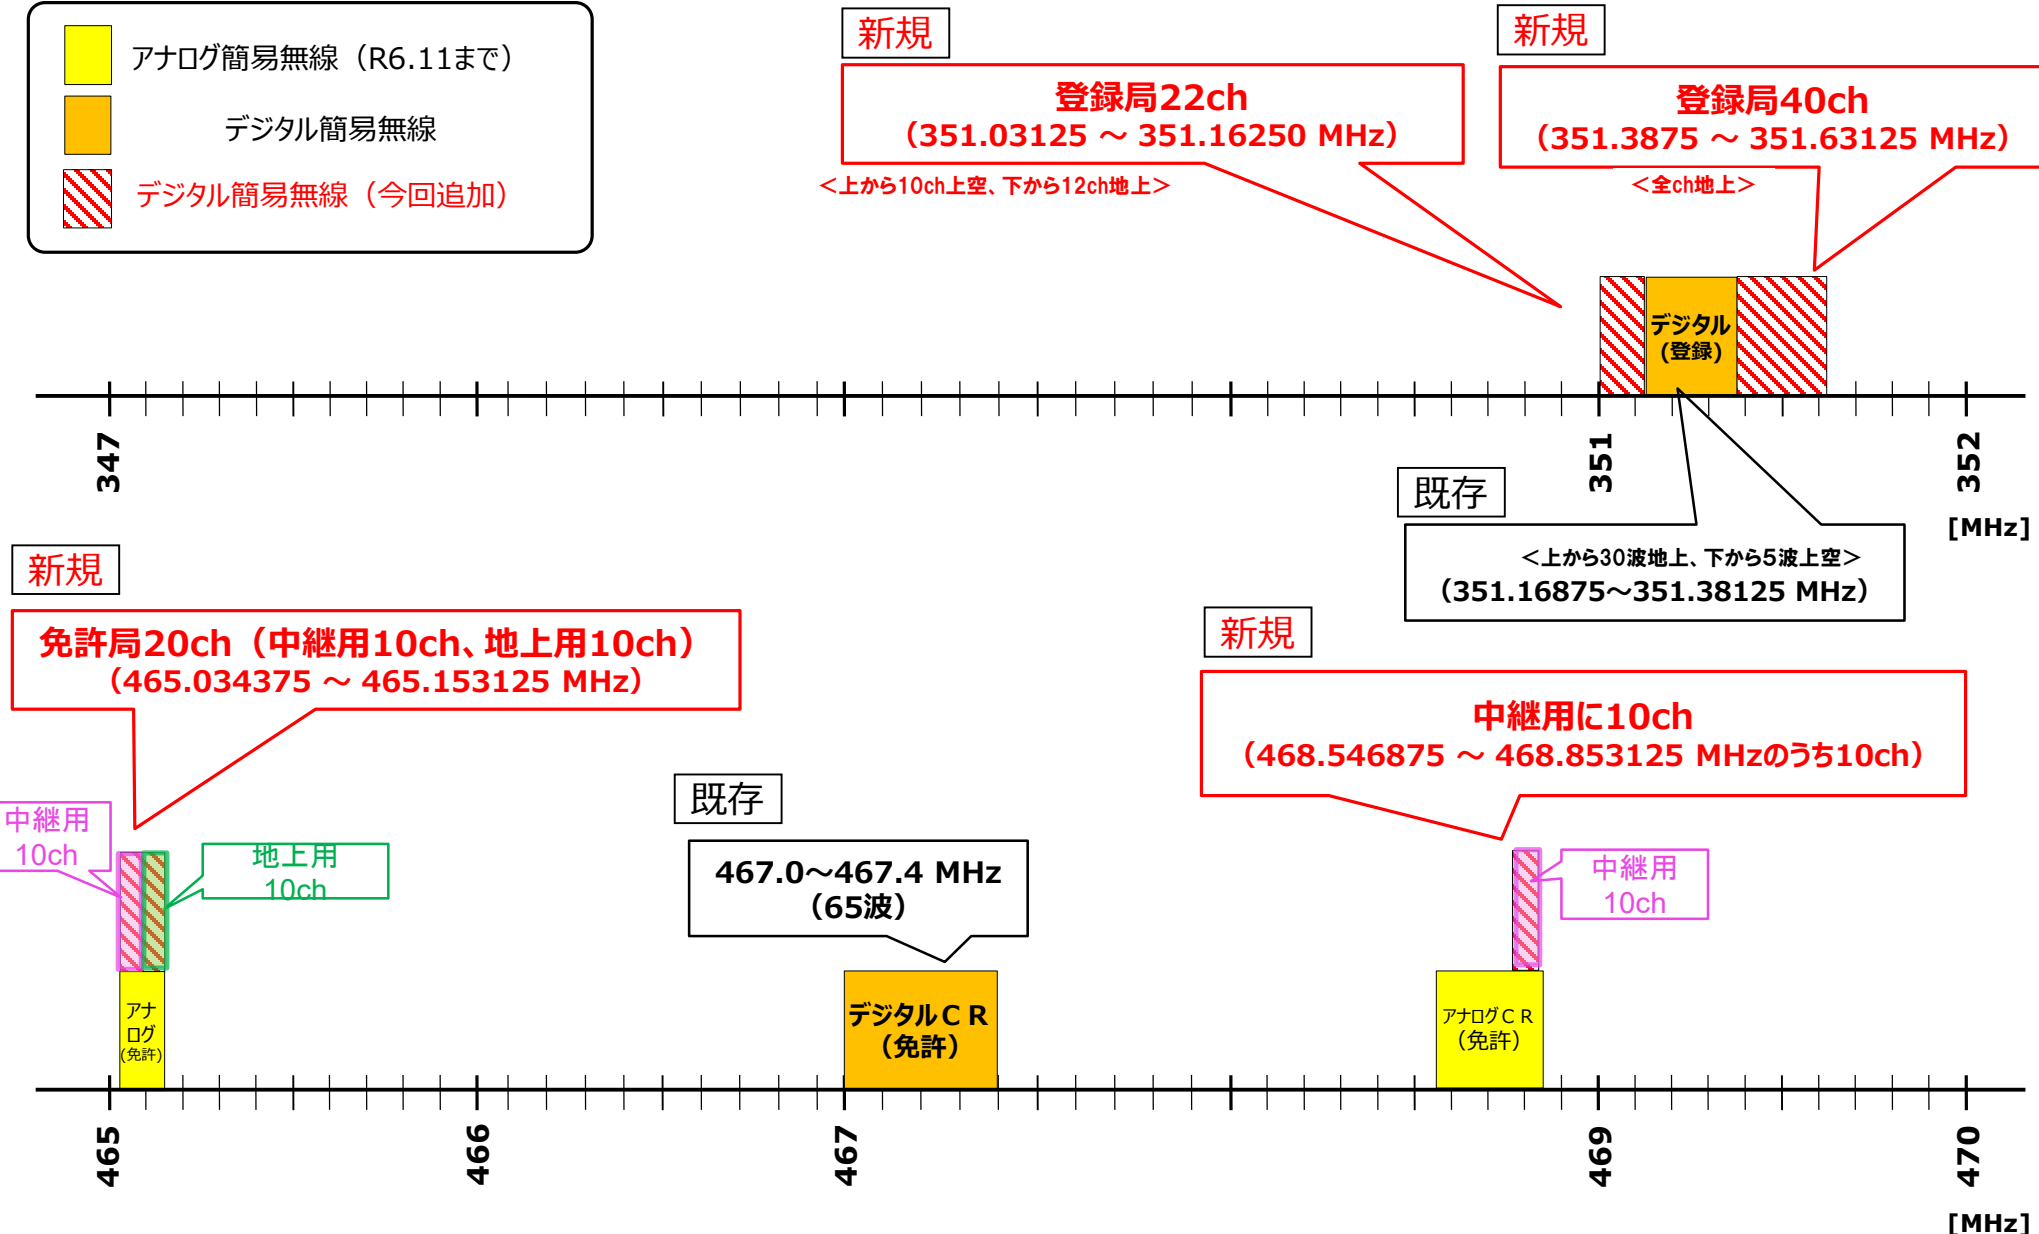 アナログ簡易無線（R6.11まで）
デジタル簡易無線
デジタル簡易無線（今回追加）
新規
登録局22ch
（351.03125 ～ 351.16250 MHz）
＜上から10ch上空、下から12ch地上＞
新規
登録局40ch
（351.3875 ～ 351.63125 MHz）
＜全ch地上＞
デジタル
(登録)
347
351
352
[MHz]
既存
＜上から30波地上、下から5波上空＞
（351.16875～351.38125 MHz）
新規
免許局20ch（中継用10ch、地上用10ch）
（465.034375 ～ 465.153125 MHz）
新規
中継用に10ch
（468.546875 ～ 468.853125 MHzのうち10ch）
既存
467.0～467.4 MHz
（65波）
中継用
10ch
地上用
10ch
中継用
10ch
アナ
ログ
(免許)
デジタルＣＲ
（免許）
アナログＣＲ
（免許）
465
466
467
469
470
[MHz]